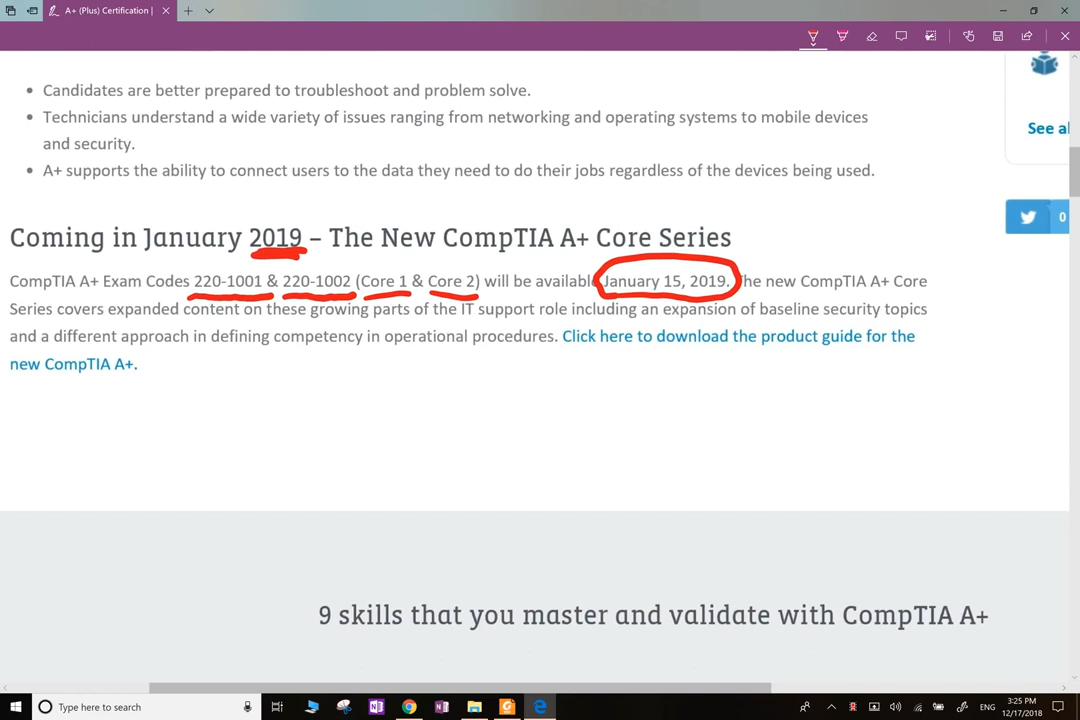 A+ (Plus) Certification |
Candidates are better prepared to troubleshoot and problem solve.
Technicians understand a wide variety of issues ranging from networking and operating systems to mobile devices
and security.
A+ supports the ability to connect users to the data they need to do their jobs regardless of the devices being used.
See al
0
Coming in January 2019 – The New CompTIA A+ Core Series
CompTIA A+ Exam Codes 220-1001 & 220-1002 (Core 1 & Core 2) will be available January 15, 2019. The new CompTIA A+ Core
Series covers expanded content on these growing parts of the IT support role including an expansion of baseline security topics
and a different approach in defining competency in operational procedures. Click here to download the product guide for the
new CompTIA A+.
9 skills that you master and validate with CompTIA A+
Type here to search
ENG
3:25 PM
12/17/2018